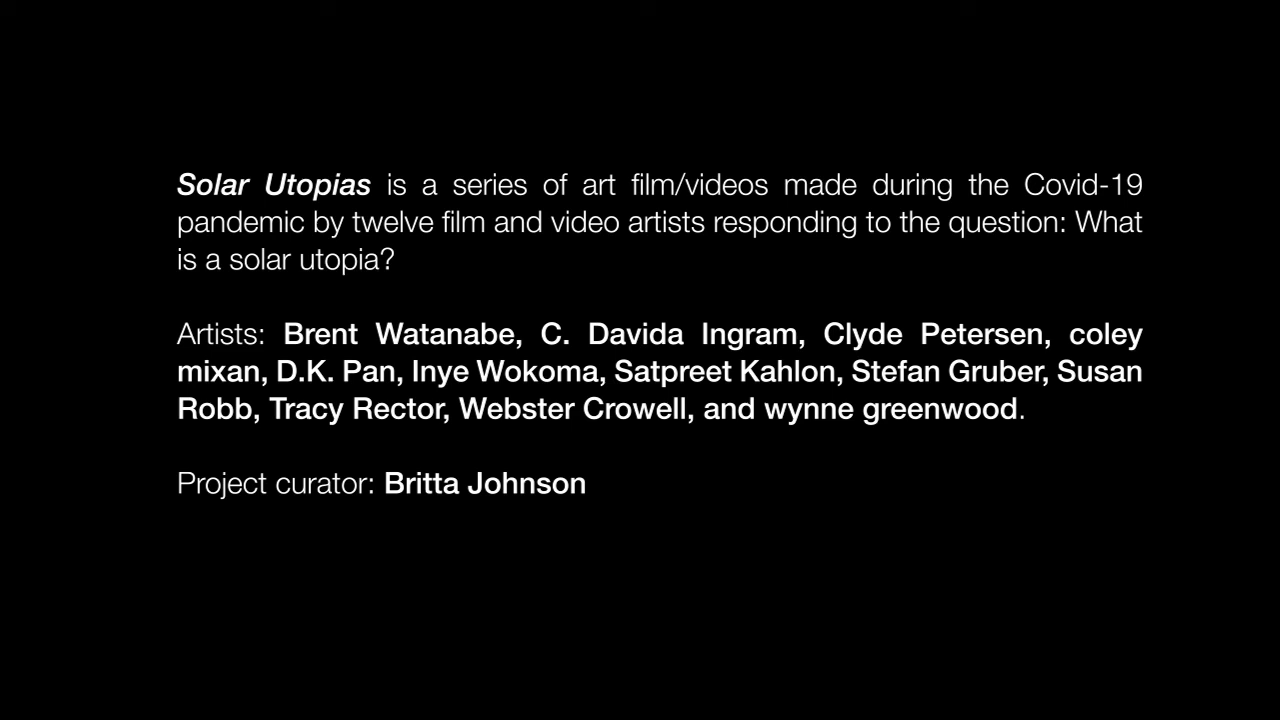 Solar Utopias is a series of art film/videos made during the Covid-19
pandemic by twelve film and video artists responding to the question: What
is a solar utopia?
Artists: Brent Watanabe, C. Davida Ingram, Clyde Petersen, coley
mixan, D.K. Pan, Inye Wokoma, Satpreet Kahlon, Stefan Gruber, Susan
Robb, Tracy Rector, Webster Crowell, and wynne greenwood.
Project curator: Britta Johnson